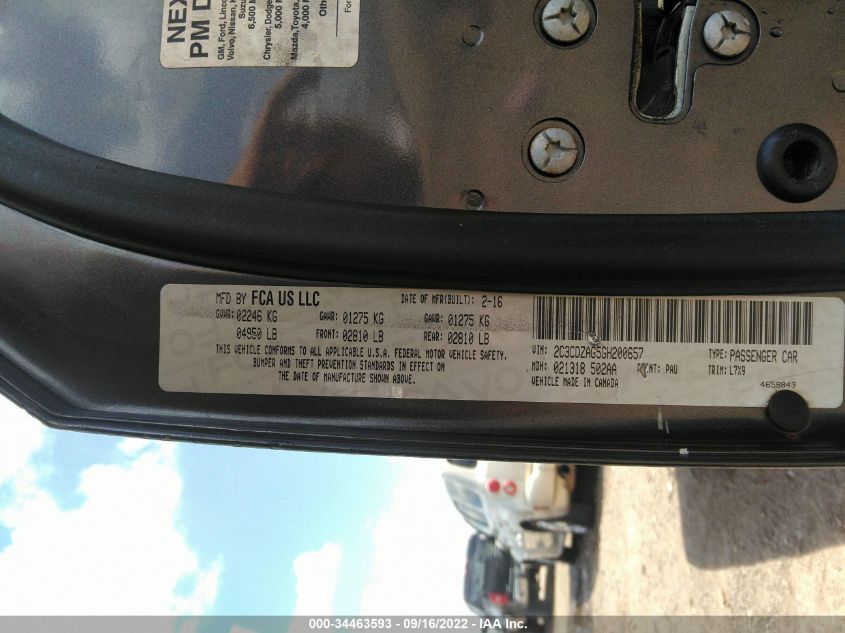 NEX
PM D
GM, Ford, Linco
Volvo, Nissan,
Suzu
6,500 M
Chrysler, Dodge
5,000 M
Mazda, Toyota,
4,000 M
Othe
For
MFD BY FCA US LLC DATE OF MFR(BUILT): 2-16
GVWR: 02246 KG GAWR: 01275 KG GAWR: 01275 KG
04950 LB FRONT: 02810 LB REAR: 02810 LB
THIS VEHICLE CONFORMS TO ALL APPLICABLE U.S.A. FEDERAL MOTOR VEHICLE SAFETY,
BUMPER AND THEFT PREVENTION STANDARDS IN EFFECT ON
THE DATE OF MANUFACTURE SHOWN ABOVE.
VIN: 2C3CDZAG5GH200657 TYPE: PASSENGER CAR
MDH: 021318 502AA PAINT: PAU TRIM: L7X9
VEHICLE MADE IN CANADA 4658843
000-34463593 - 09/16/2022 - IAA Inc.